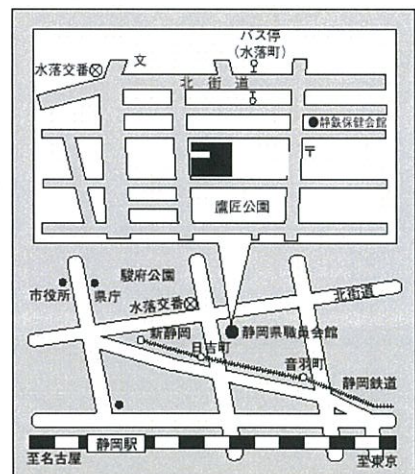 バス停
(水落町)
水落交番
文
北街道
静鉄保健会館
〒
鷹匠公園
駿府公園
市役所
県庁
水落交番
北街道
新静岡
静岡県職員会館
日吉町
音羽町
静岡鉄道
静岡駅
至名古屋
至東京